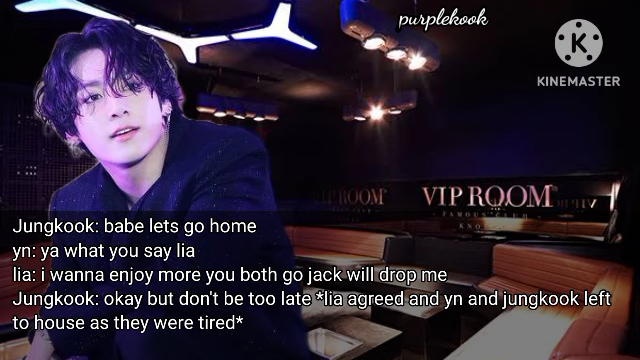 purplekook
KINEMASTER
VIP ROOM
FAMOUS CLUB
Jungkook: babe lets go home
yn: ya what you say lia
lia: i wanna enjoy more you both go jack will drop me
Jungkook: okay but don't be too late *lia agreed and yn and jungkook left
to house as they were tired*